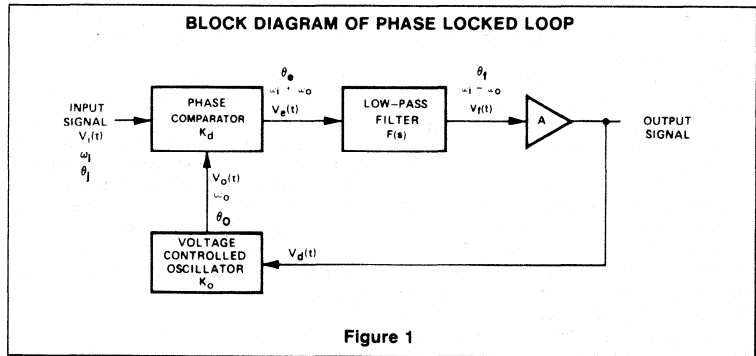 BLOCK DIAGRAM OF PHASE LOCKED LOOP
INPUT
SIGNAL
Vi(t)
ωi
θi
PHASE
COMPARATOR
Kd
θe
ωi + ωo
Ve(t)
LOW-PASS
FILTER
F(s)
θf
ωi − ωo
Vf(t)
A
OUTPUT
SIGNAL
Vo(t)
ωo
θo
VOLTAGE
CONTROLLED
OSCILLATOR
Ko
Vd(t)
Figure 1